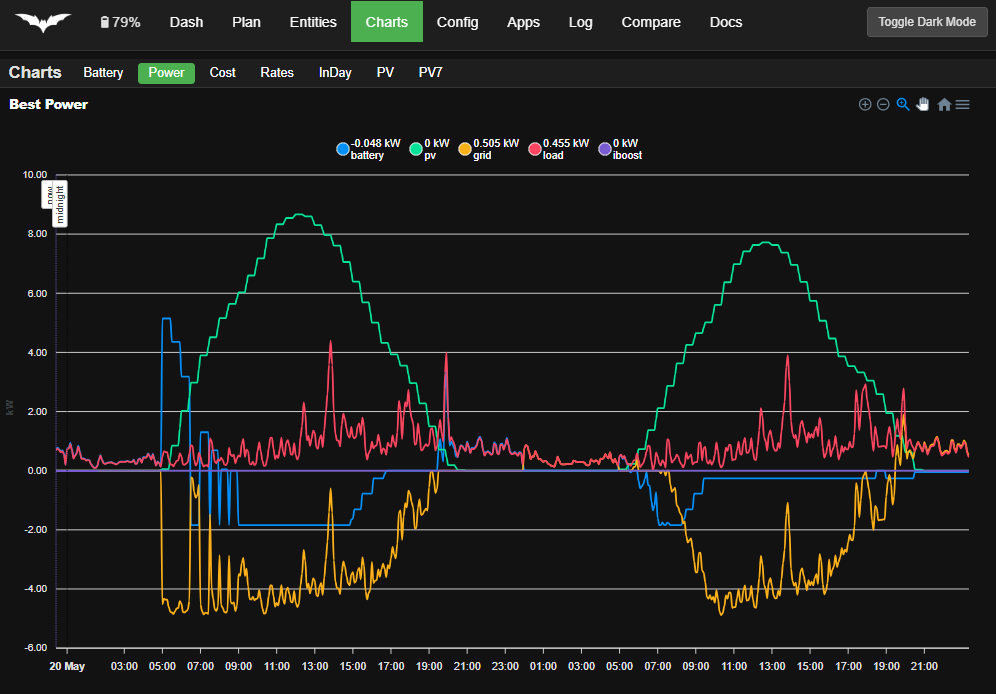 79% Dash Plan Entities Charts Config Apps Log Compare Docs Toggle Dark Mode
Charts Battery Power Cost Rates InDay PV PV7
Best Power
-0.048 kW 0 kW 0.505 kW 0.455 kW 0 kW
battery pv grid load iboost
10.00
now
midnight
8.00
6.00
4.00
kW
2.00
0.00
-2.00
-4.00
-6.00
20 May 03:00 05:00 07:00 09:00 11:00 13:00 15:00 17:00 19:00 21:00 23:00 01:00 03:00 05:00 07:00 09:00 11:00 13:00 15:00 17:00 19:00 21:00